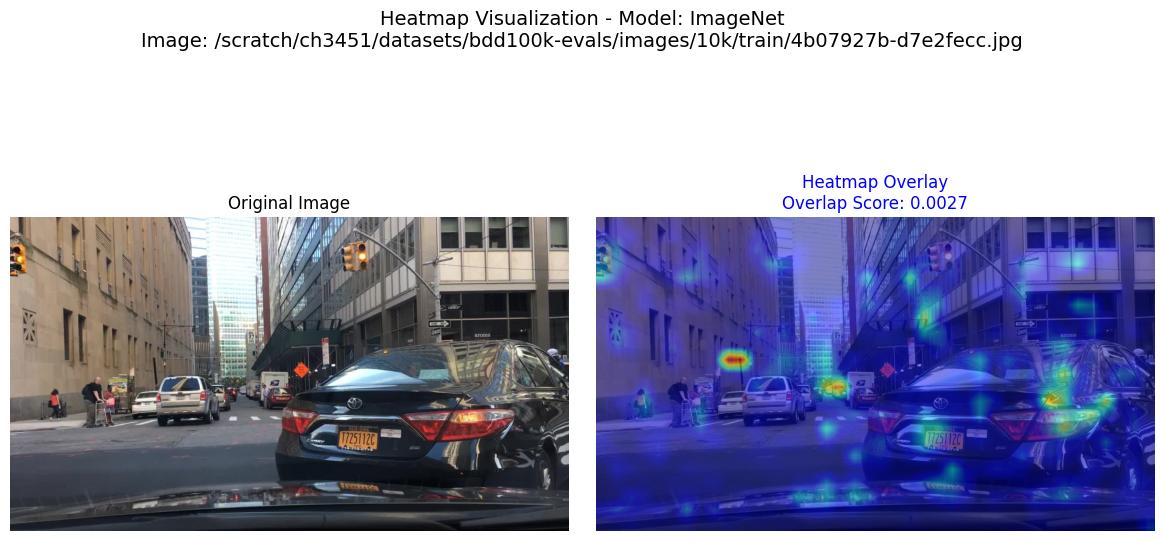 Heatmap Visualization - Model: ImageNet
Image: /scratch/ch3451/datasets/bdd100k-evals/images/10k/train/4b07927b-d7e2fecc.jpg
Original Image
Heatmap Overlay
Overlap Score: 0.0027
T725112C